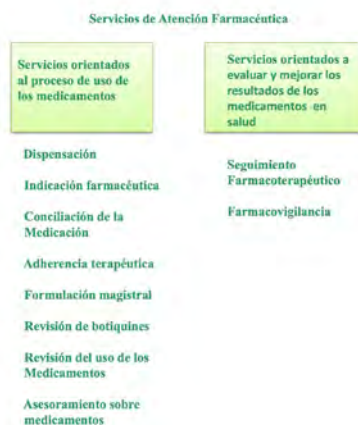 Servicios de Atención Farmacéutica
Servicios orientados
al proceso de uso de
los medicamentos
Dispensación
Indicación farmacéutica
Conciliación de la
Medicación
Adherencia terapéutica
Formulación magistral
Revisión de botiquines
Revisión del uso de los
Medicamentos
Asesoramiento sobre
medicamentos
Servicios orientados a
evaluar y mejorar los
resultados de los
medicamentos en
salud
Seguimiento
Farmacoterapéutico
Farmacovigilancia